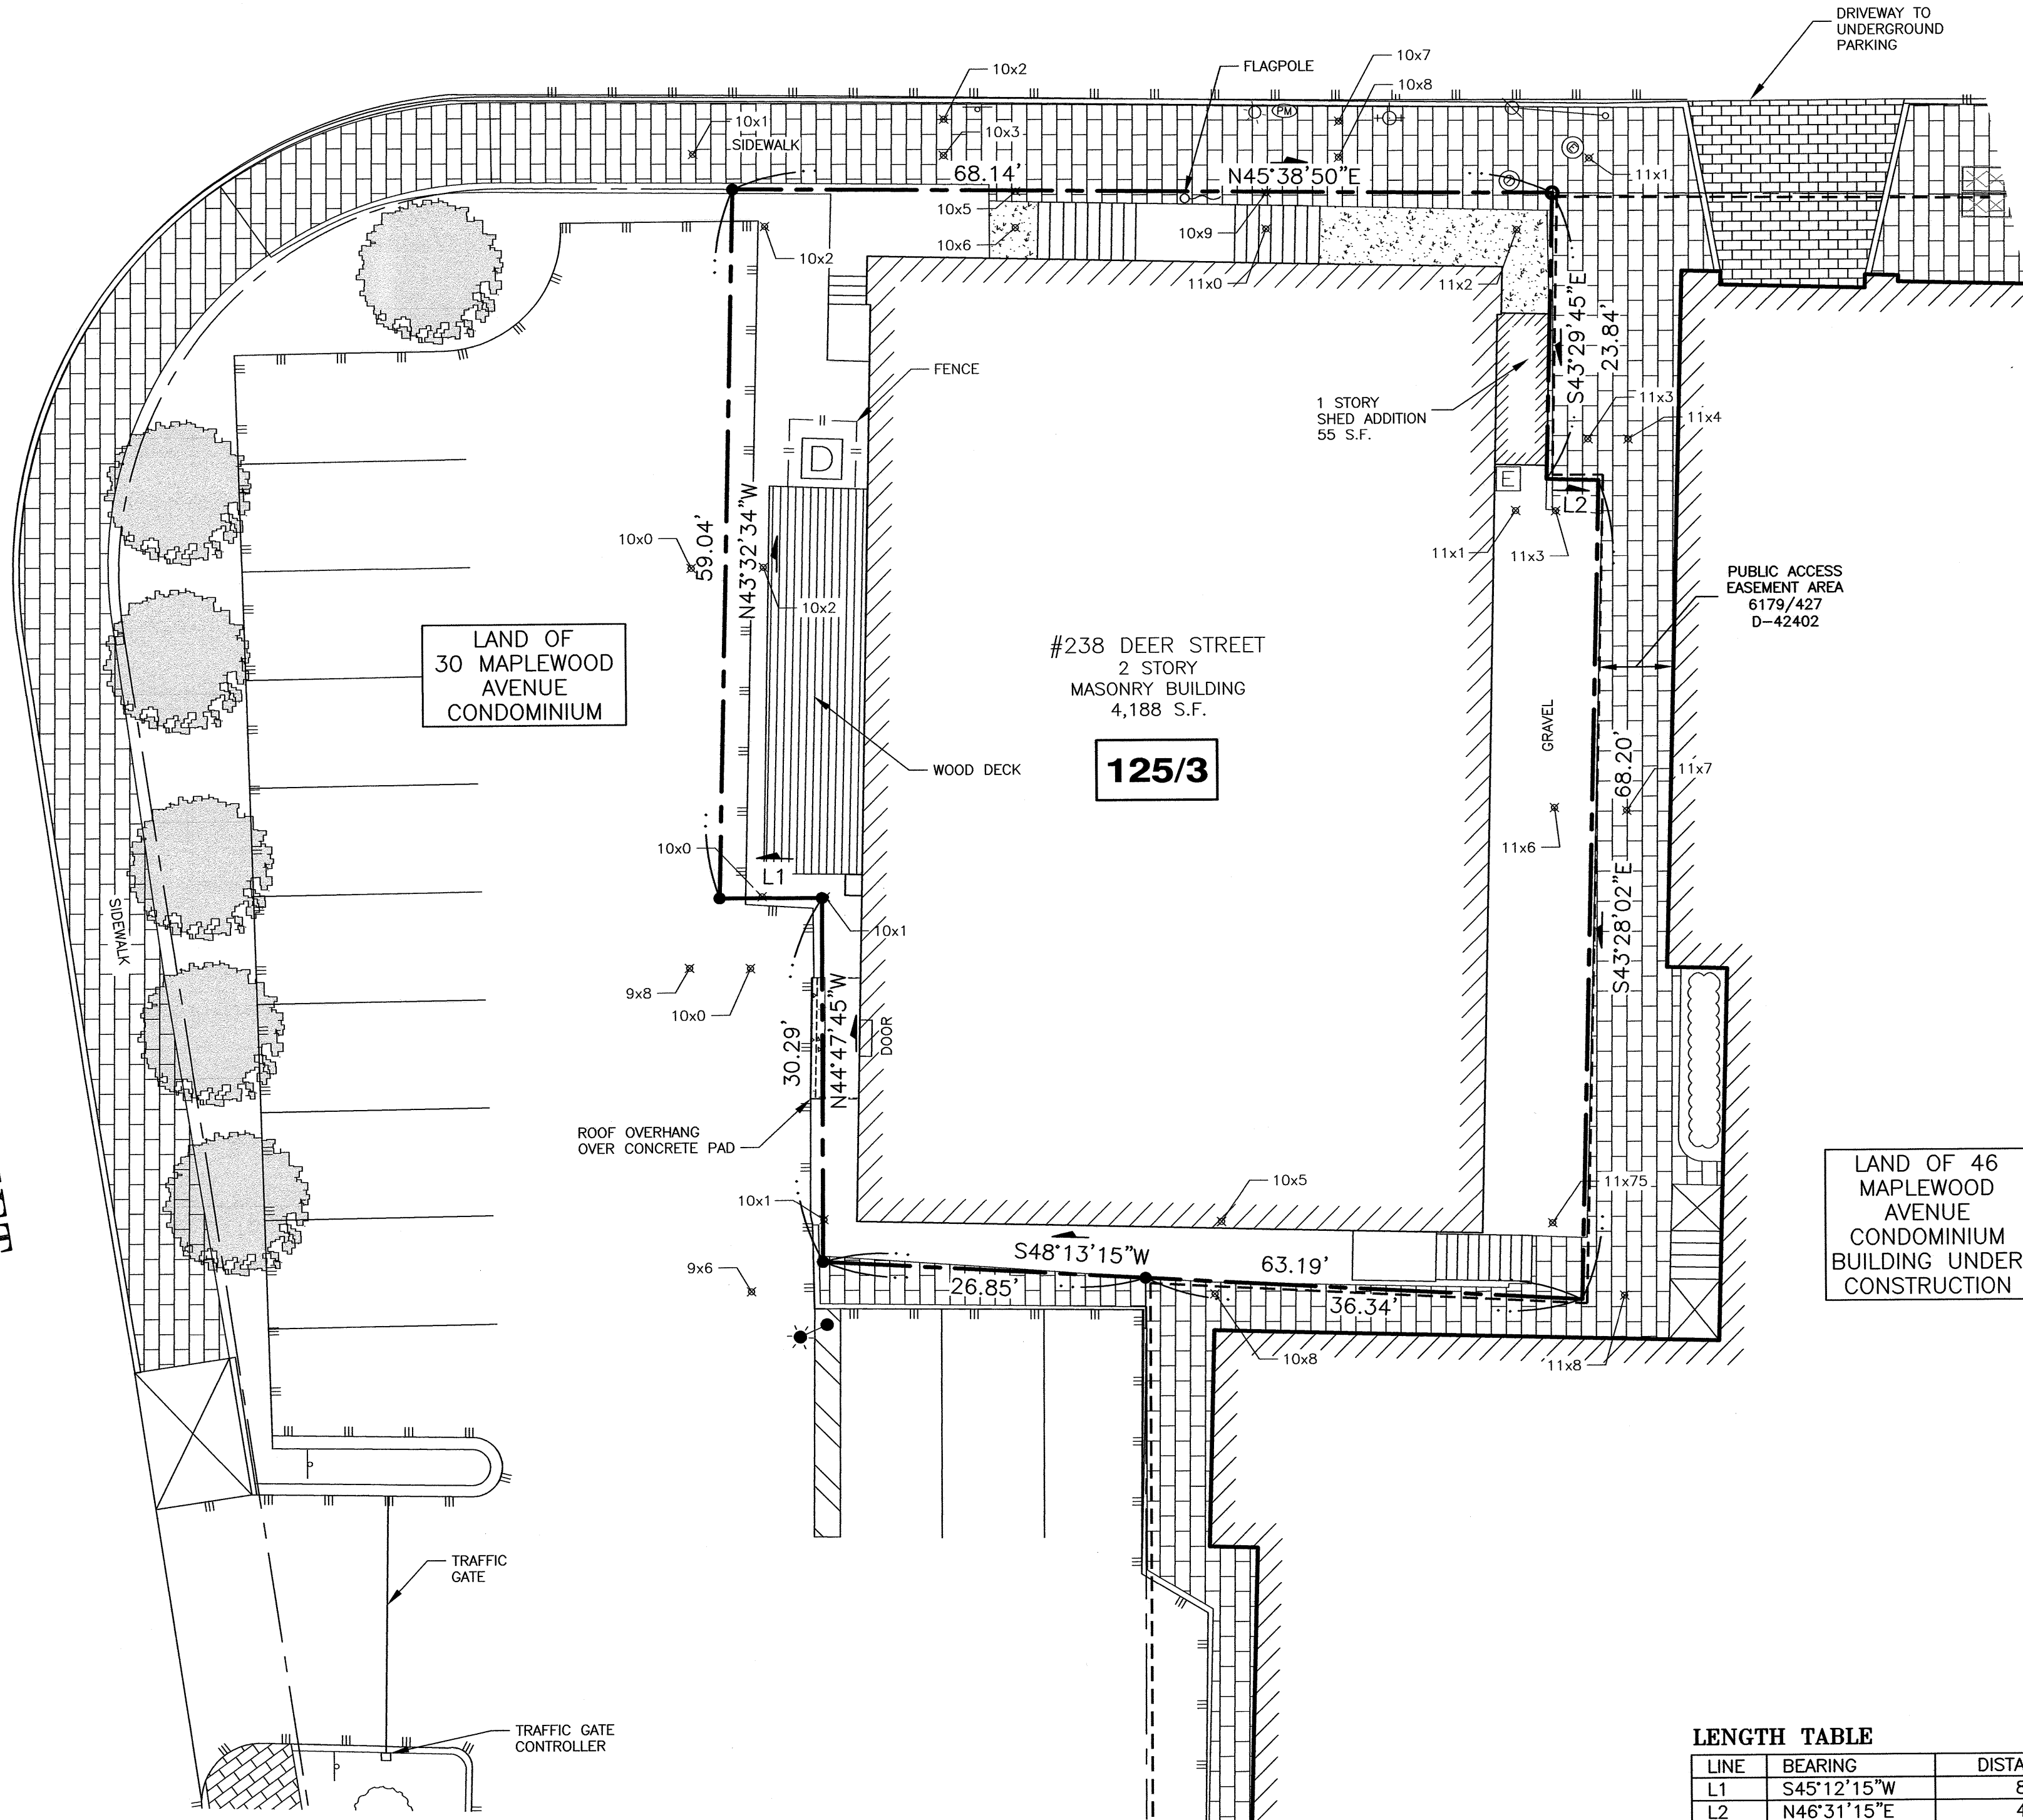 DRIVEWAY TO
UNDERGROUND
PARKING
10x7
FLAGPOLE
10x2
10x8
PM
10x1
10x3
SIDEWALK
11x1
68.14'
N45°38'50"E
10x5
10x9
10x6
10x2
11x0
11x2
S43°29'45"E
23.84'
FENCE
1 STORY
SHED ADDITION
55 S.F.
11x3
11x4
D
E
L2
59.04'
N43°32'34"W
10x0
11x1
11x3
10x2
PUBLIC ACCESS
EASEMENT AREA
6179/427
D-42402
LAND OF
30 MAPLEWOOD
AVENUE
CONDOMINIUM
#238 DEER STREET
2 STORY
MASONRY BUILDING
4,188 S.F.
125/3
GRAVEL
WOOD DECK
11x7
68.20'
S43°28'02"E
10x0
L1
11x6
SIDEWALK
10x1
9x8
10x0
30.29'
N44°47'45"W
DOOR
ROOF OVERHANG
OVER CONCRETE PAD
10x1
10x5
11x75
LAND OF 46
MAPLEWOOD
AVENUE
CONDOMINIUM
BUILDING UNDER
CONSTRUCTION
S48°13'15"W
63.19'
9x6
26.85'
36.34'
10x8
11x8
TRAFFIC
GATE
TRAFFIC GATE
CONTROLLER
LENGTH TABLE
LINE BEARING DISTA
L1 S45°12'15"W 8
L2 N46°31'15"E 4